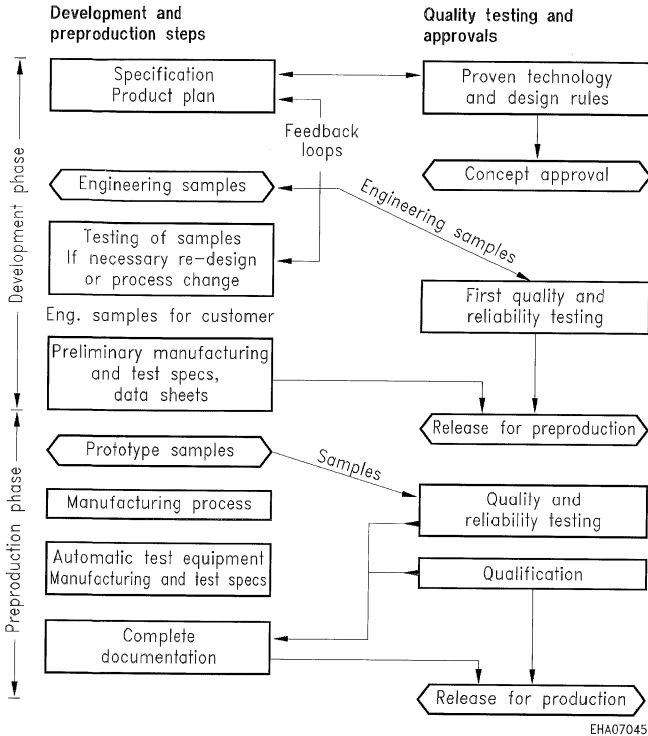 Development and
preproduction steps
Quality testing and
approvals
Specification
Product plan
Proven technology
and design rules
Feedback
loops
Concept approval
Engineering samples
Engineering samples
Testing of samples
If necessary re-design
or process change
First quality and
reliability testing
Eng. samples for customer
Preliminary manufacturing
and test specs,
data sheets
Release for preproduction
Development phase
Prototype samples
Samples
Quality and
reliability testing
Manufacturing process
Automatic test equipment
Manufacturing and test specs
Qualification
Complete
documentation
Release for production
Preproduction phase
EHA07045